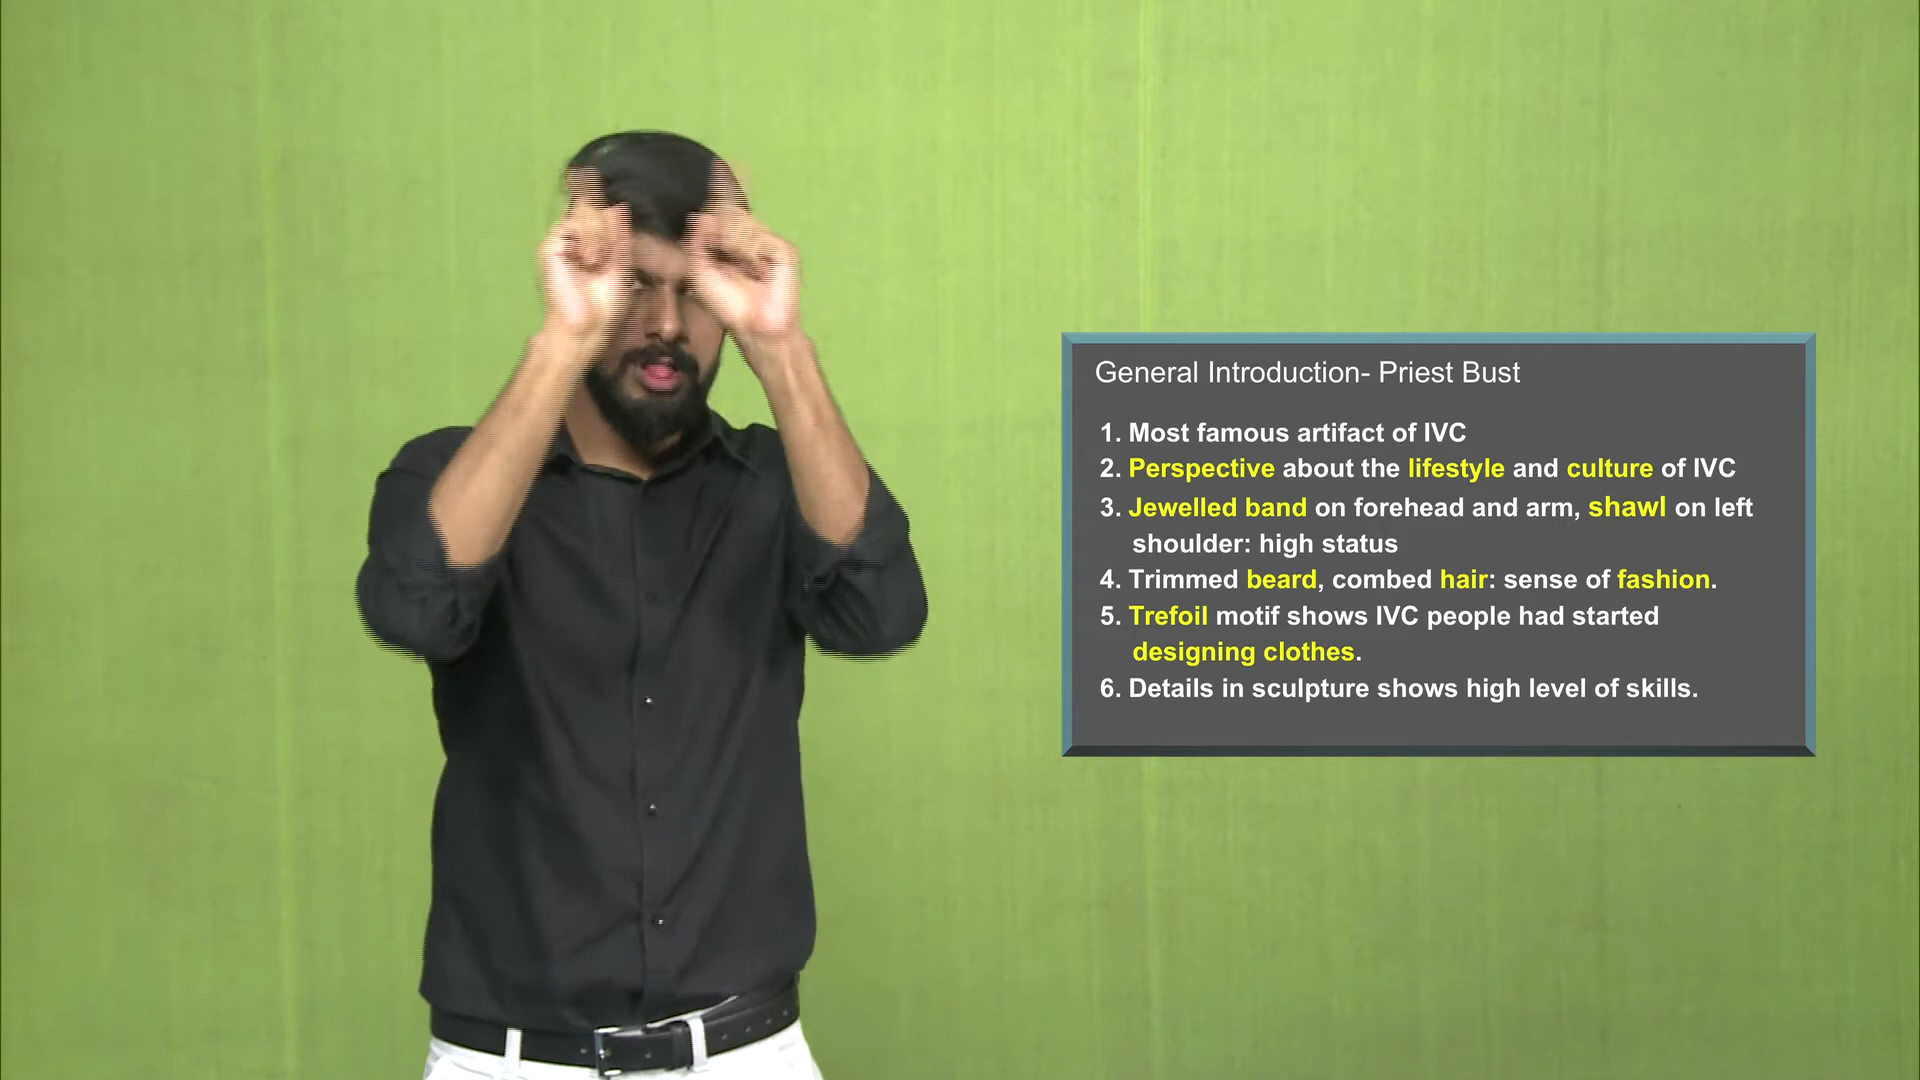 General Introduction- Priest Bust
1. Most famous artifact of IVC
2. Perspective about the lifestyle and culture of IVC
3. Jewelled band on forehead and arm, shawl on left
shoulder: high status
4. Trimmed beard, combed hair: sense of fashion.
5. Trefoil motif shows IVC people had started
designing clothes.
6. Details in sculpture shows high level of skills.